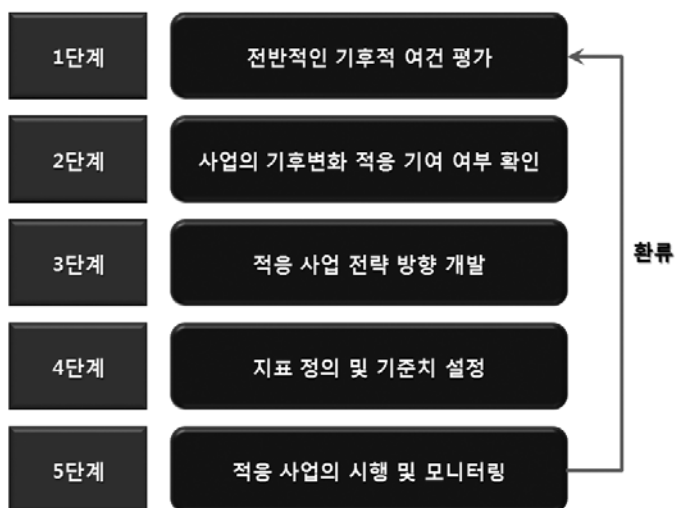 1단계
전반적인 기후적 여건 평가
2단계
사업의 기후변화 적응 기여 여부 확인
3단계
적응 사업 전략 방향 개발
환류
4단계
지표 정의 및 기준치 설정
5단계
적응 사업의 시행 및 모니터링